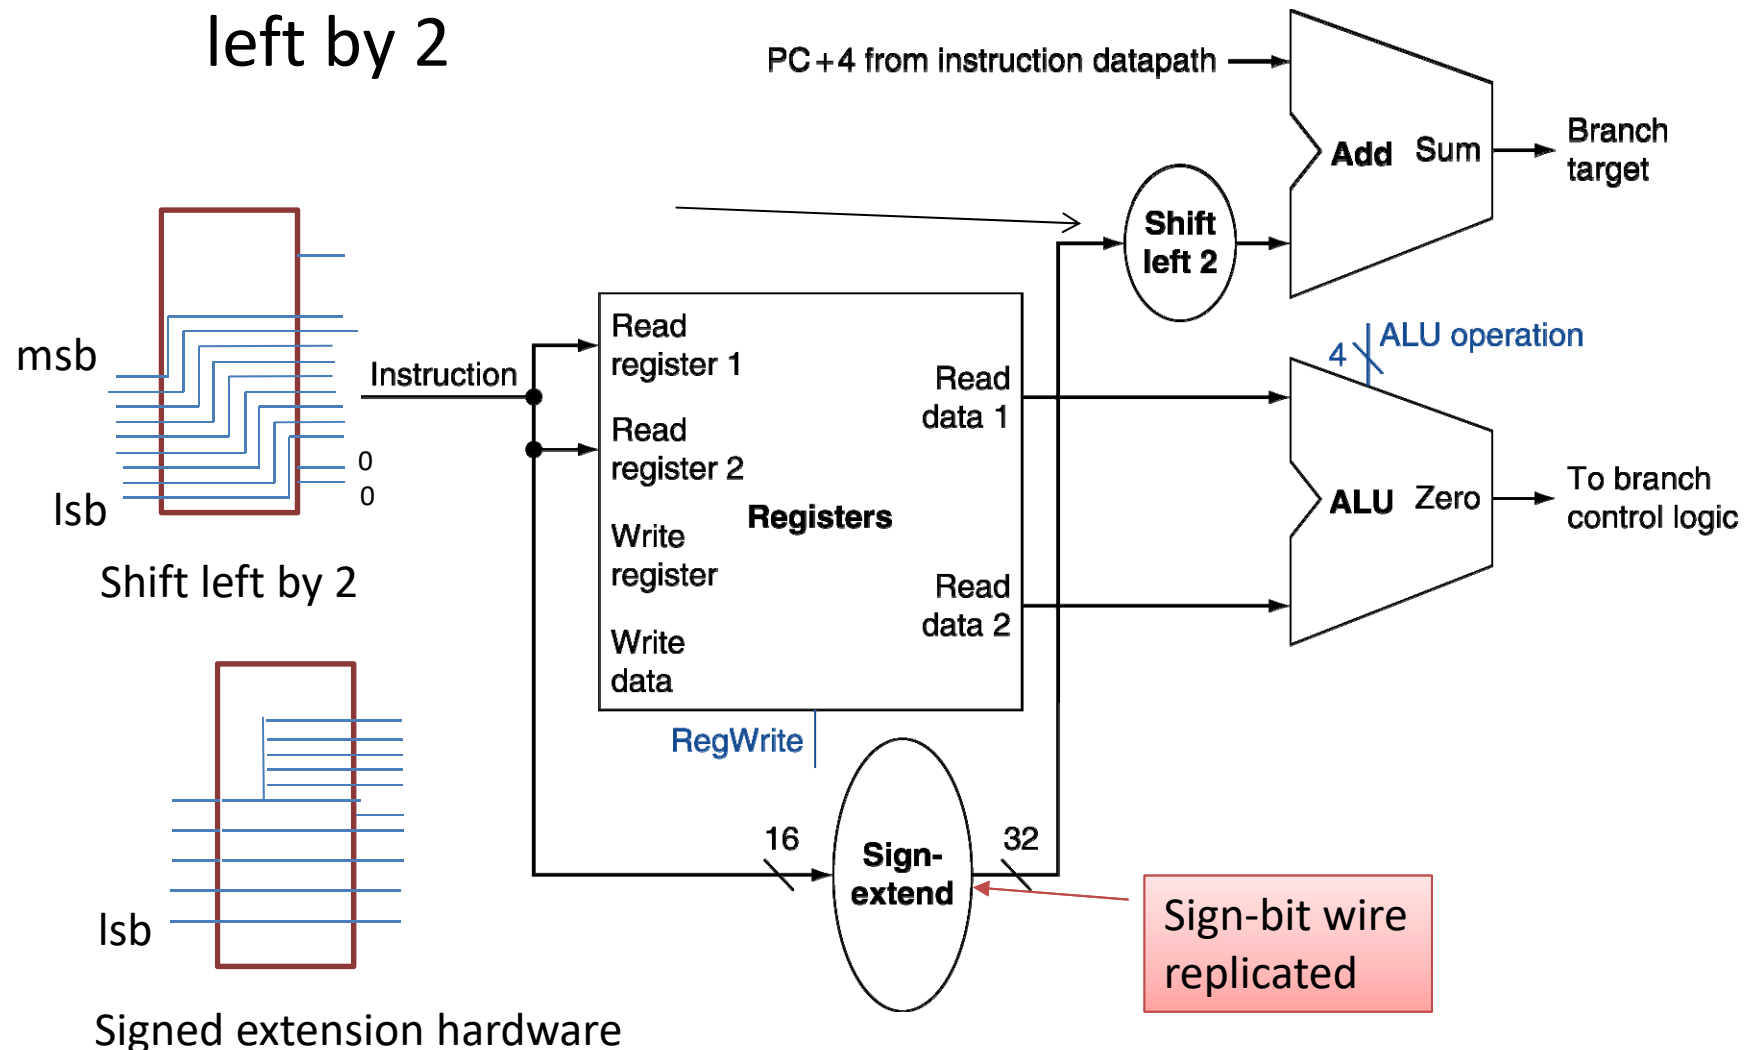 left by 2
PC+4 from instruction datapath
Add Sum
Branch
target
Shift
left 2
msb
lsb
0
0
Shift left by 2
Instruction
Read
register 1
Read
register 2
Write
register
Write
data
Registers
Read
data 1
Read
data 2
RegWrite
4
ALU operation
ALU Zero
To branch
control logic
16
Sign-
extend
32
Sign-bit wire
replicated
lsb
Signed extension hardware